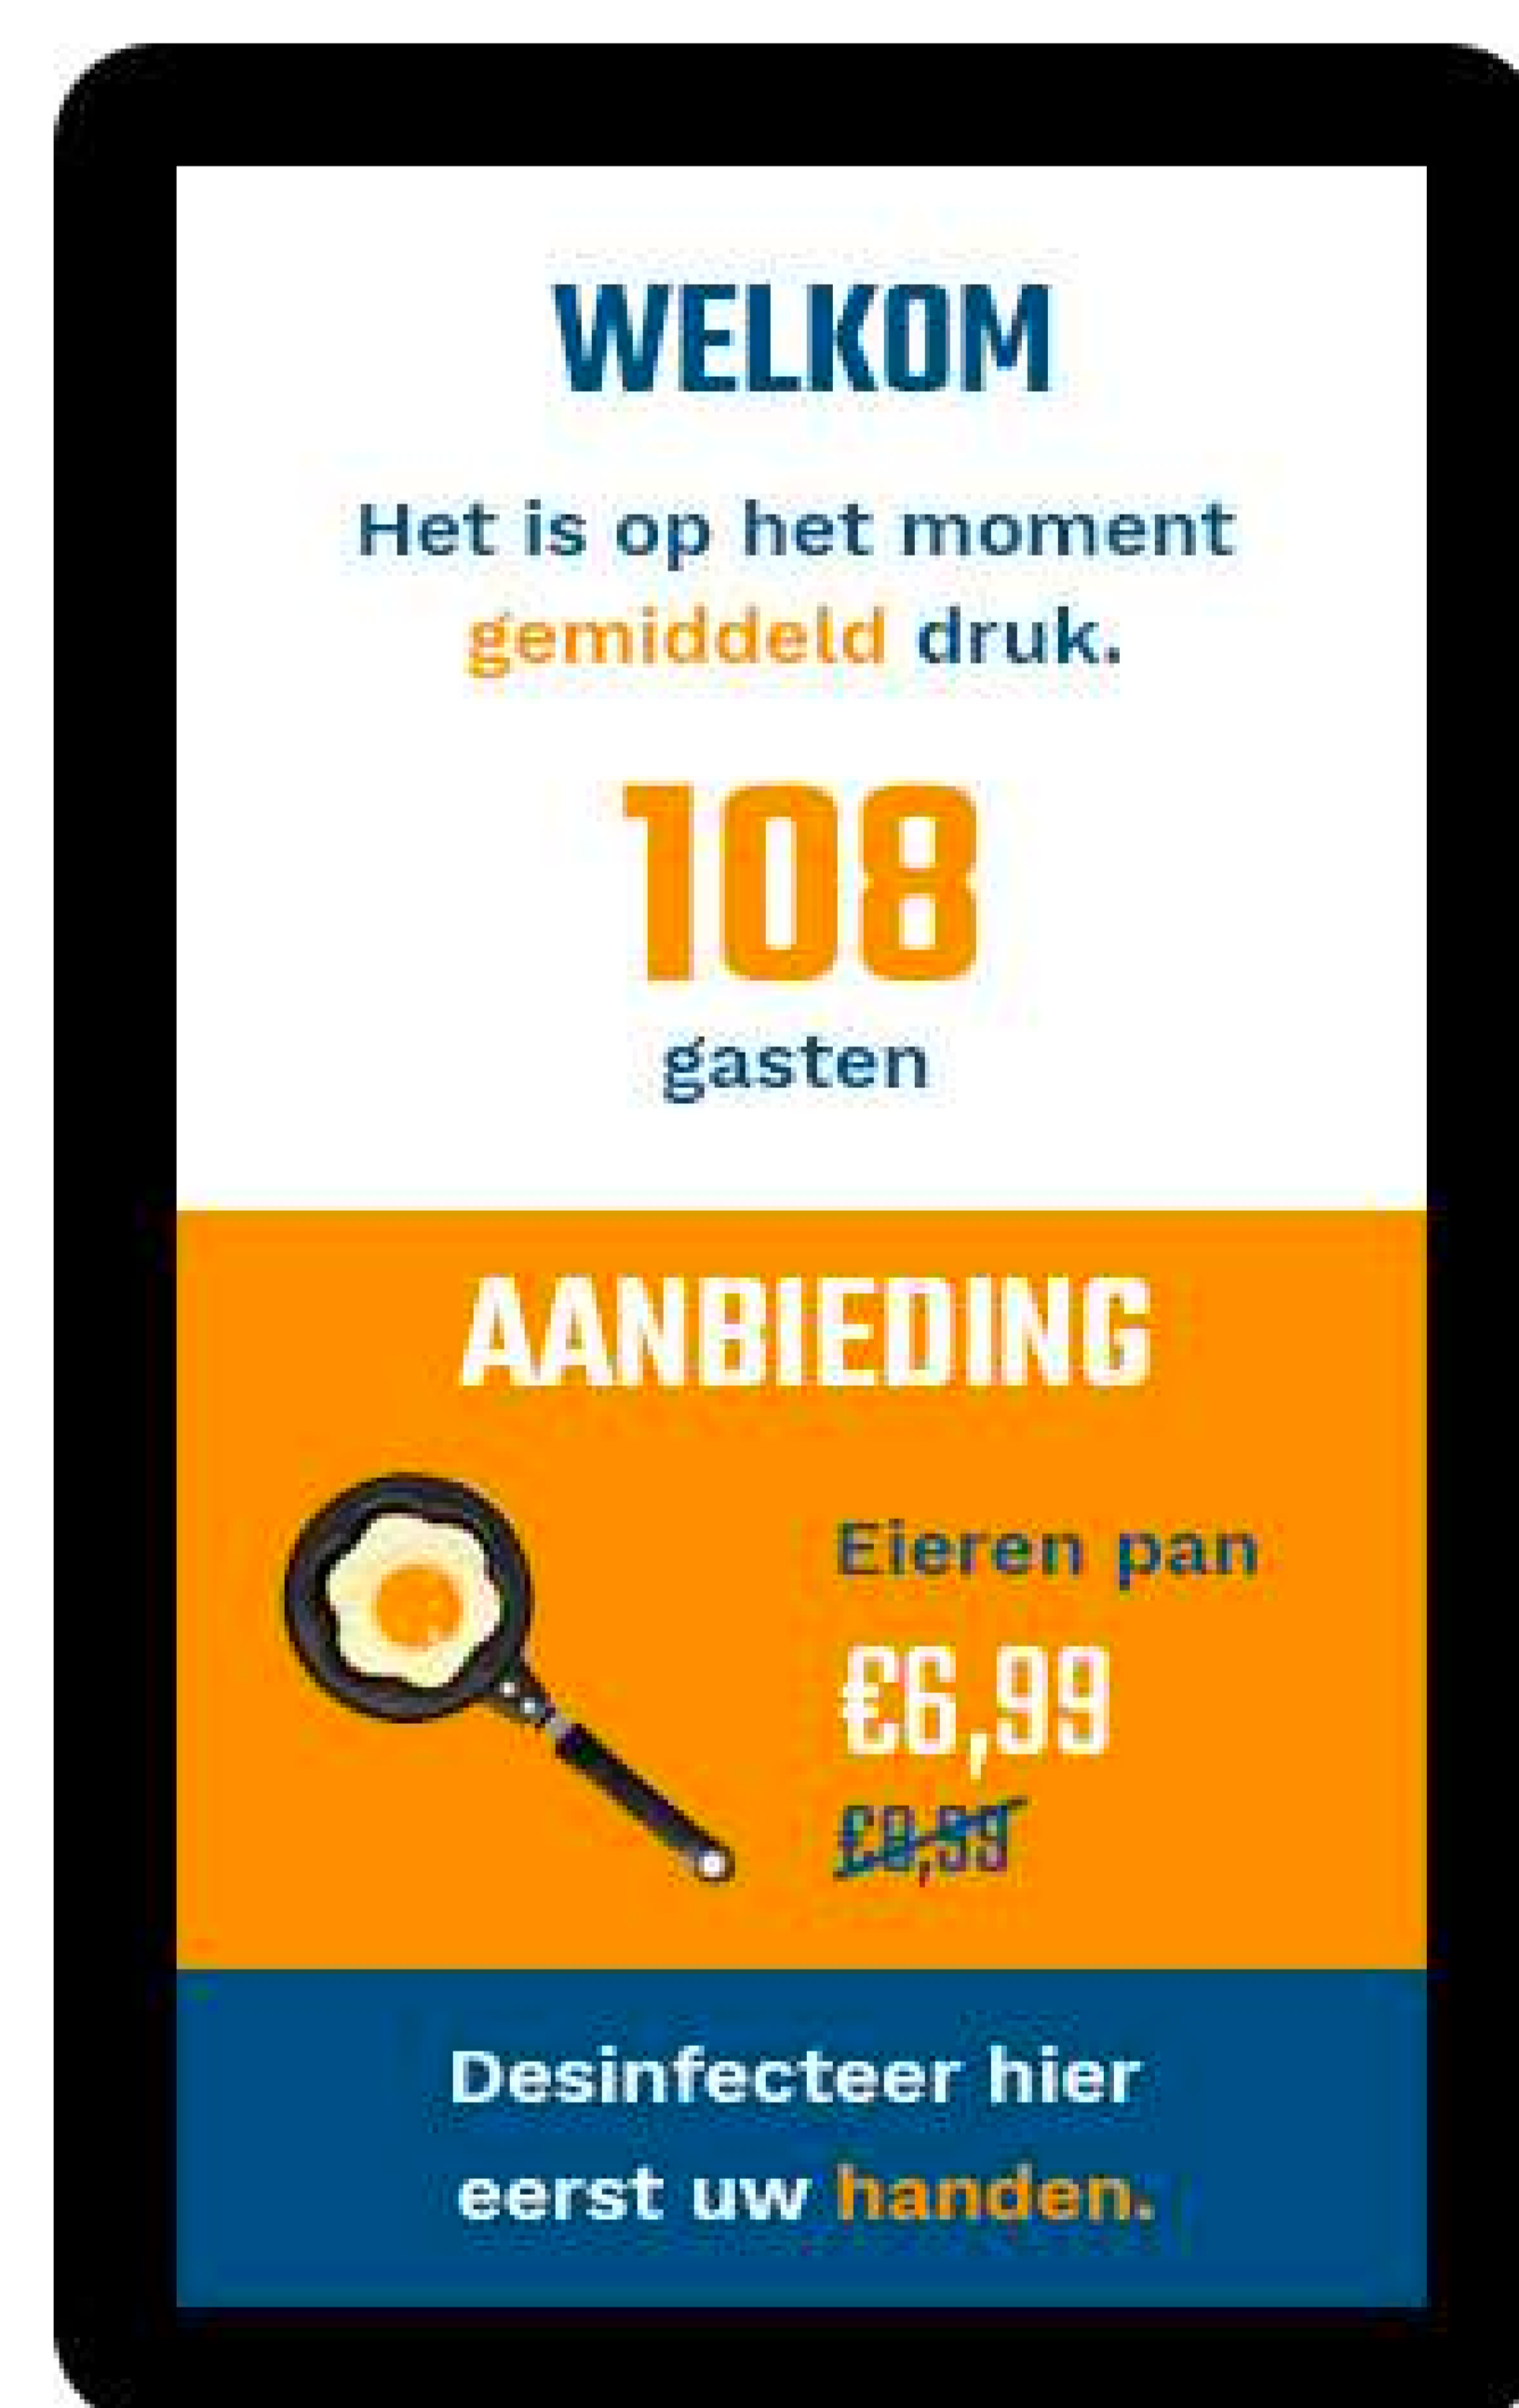 WELKOM
Het is op het moment
gemiddeld druk.
108
gasten
AANBIEDING
Eieren pan
€6,99
Desinfecteer hier
eerst uw handen.